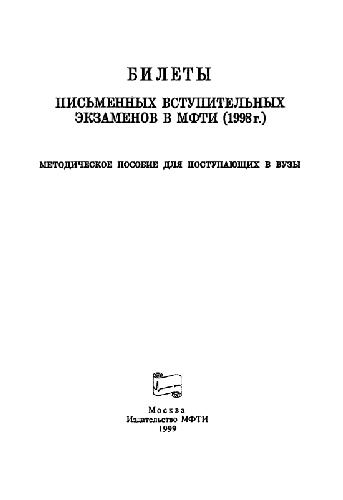 БИЛЕТЫ
ПИСЬМЕННЫХ ВСТУПИТЕЛЬНЫХ
ЭКЗАМЕНОВ В МФТИ (1998 г.)
МЕТОДИЧЕСКОЕ ПОСОБИЕ ДЛЯ ПОСТУПАЮЩИХ В ВУЗЫ
Москва
Издательство МФТИ
1999